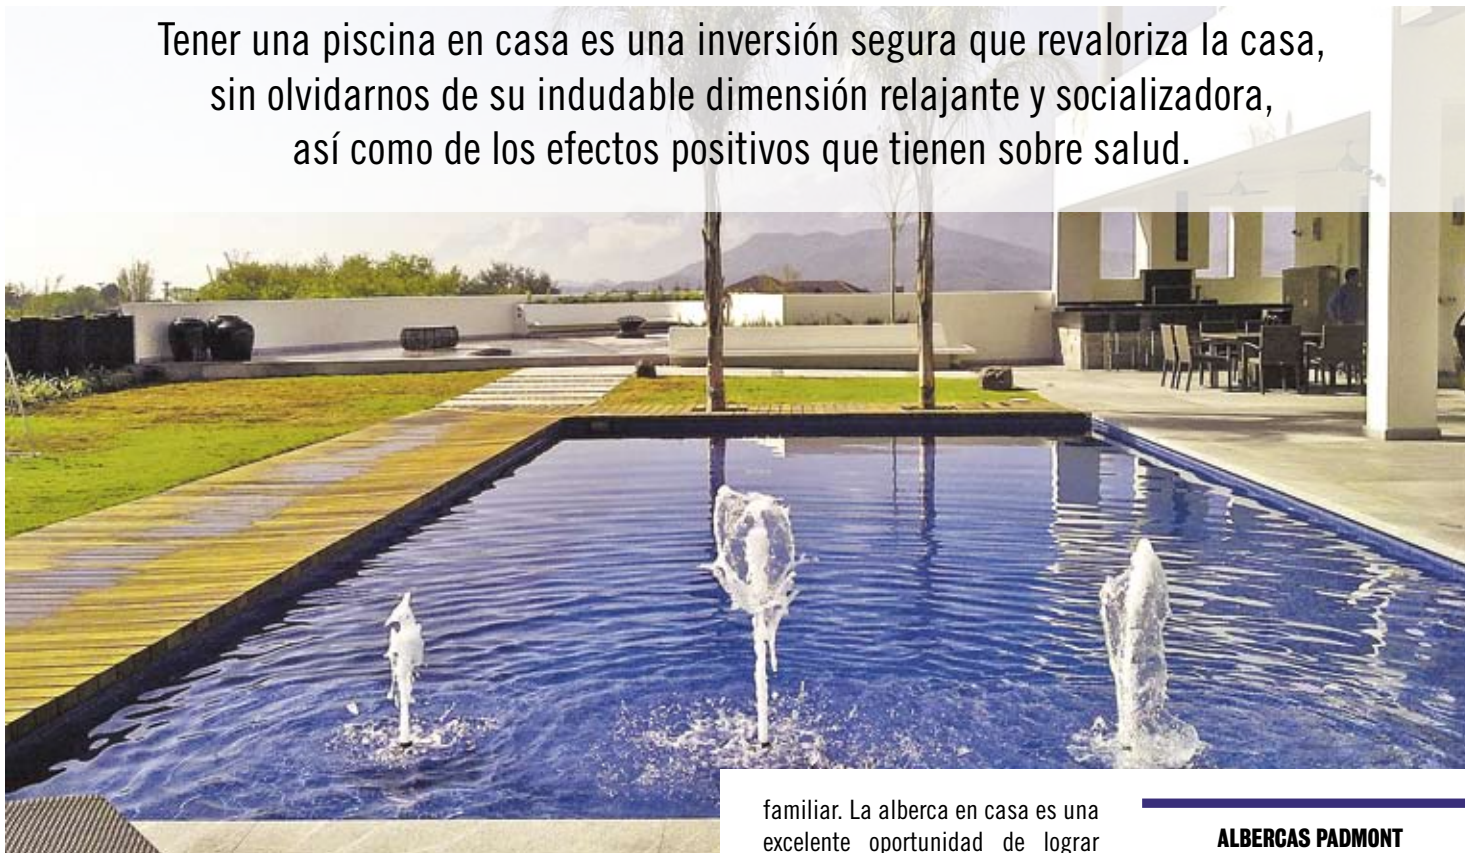 Tener una piscina en casa es una inversión segura que revaloriza la casa,
sin olvidarnos de su indudable dimensión relajante y socializadora,
así como de los efectos positivos que tienen sobre salud.
familiar. La alberca en casa es una
excelente oportunidad de lograr
ALBERCAS PADMONT